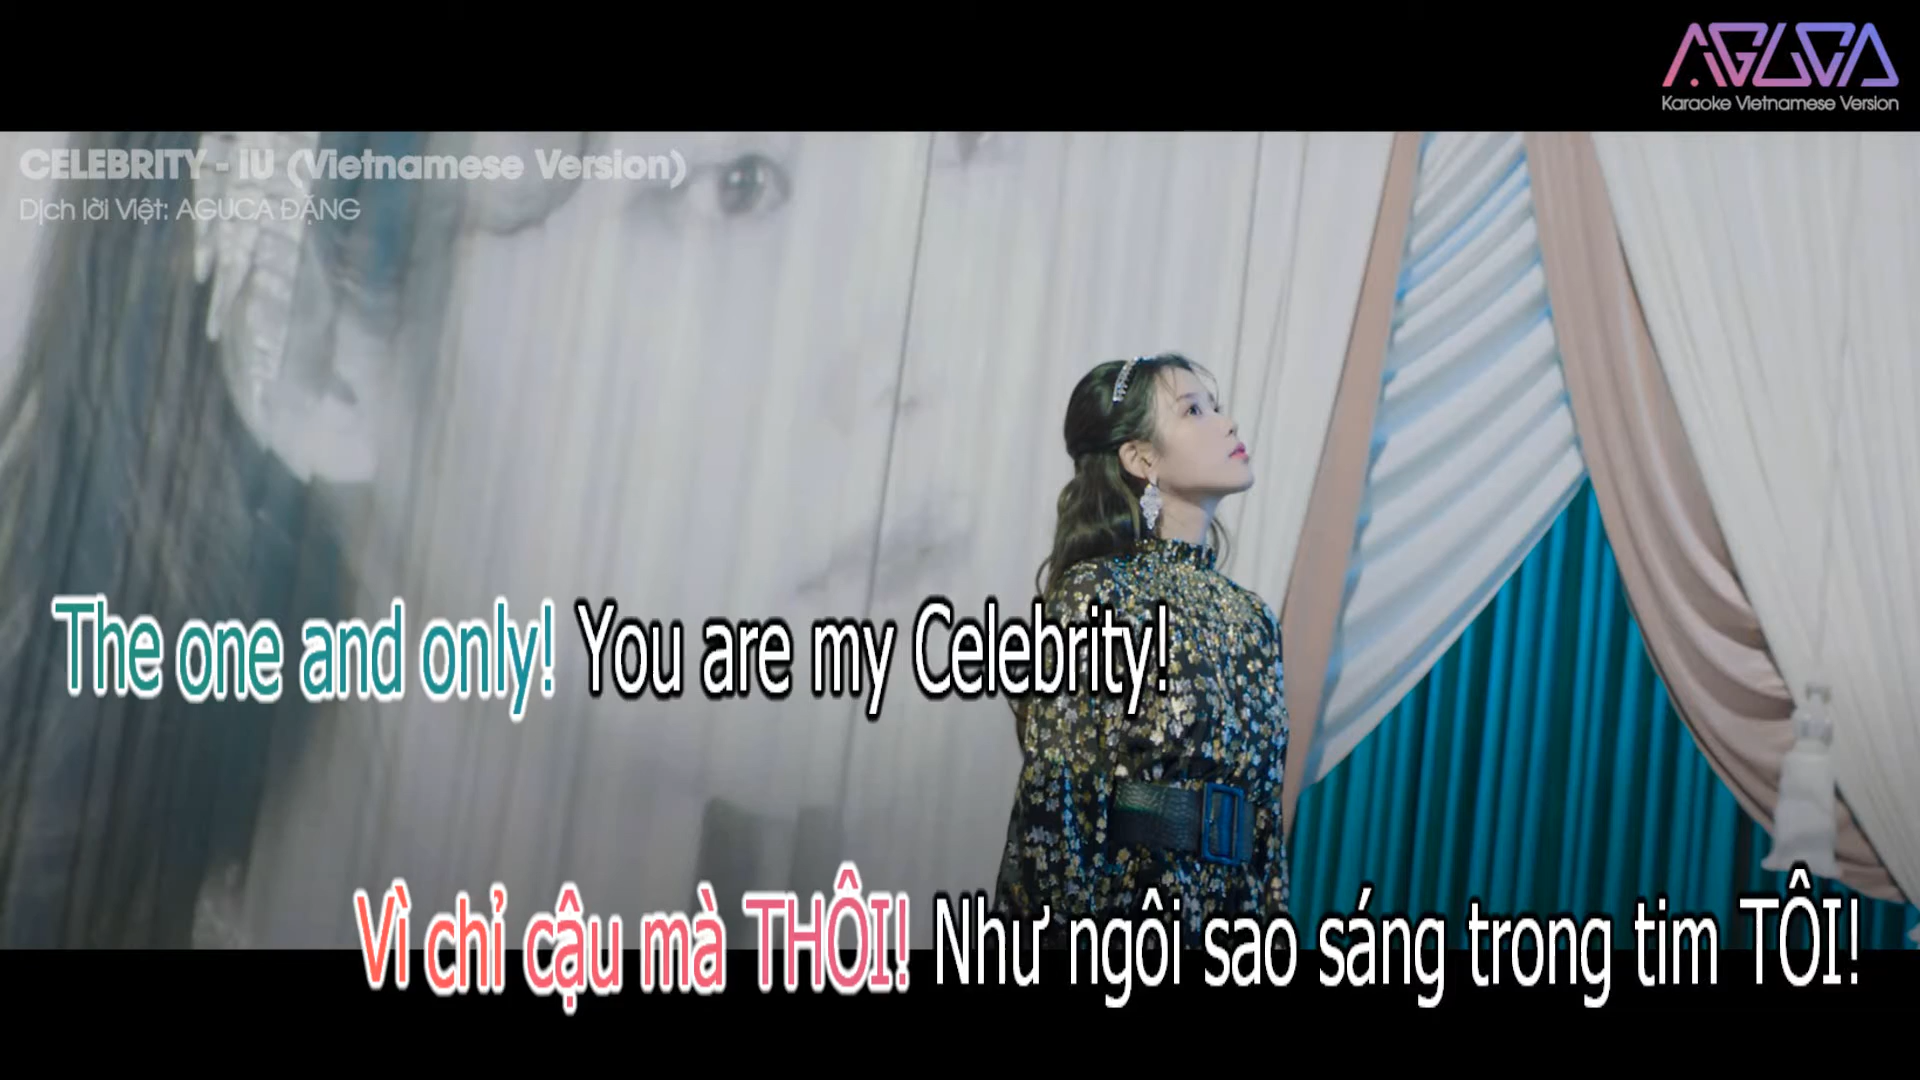 AGUCA
Karaoke Vietnamese Version
CELEBRITY - IU (Vietnamese Version)
Dịch lời Việt: AGUCA ĐẶNG
The one and only! You are my Celebrity!
Vì chỉ cậu mà THÔI! Như ngôi sao sáng trong tim TÔI!